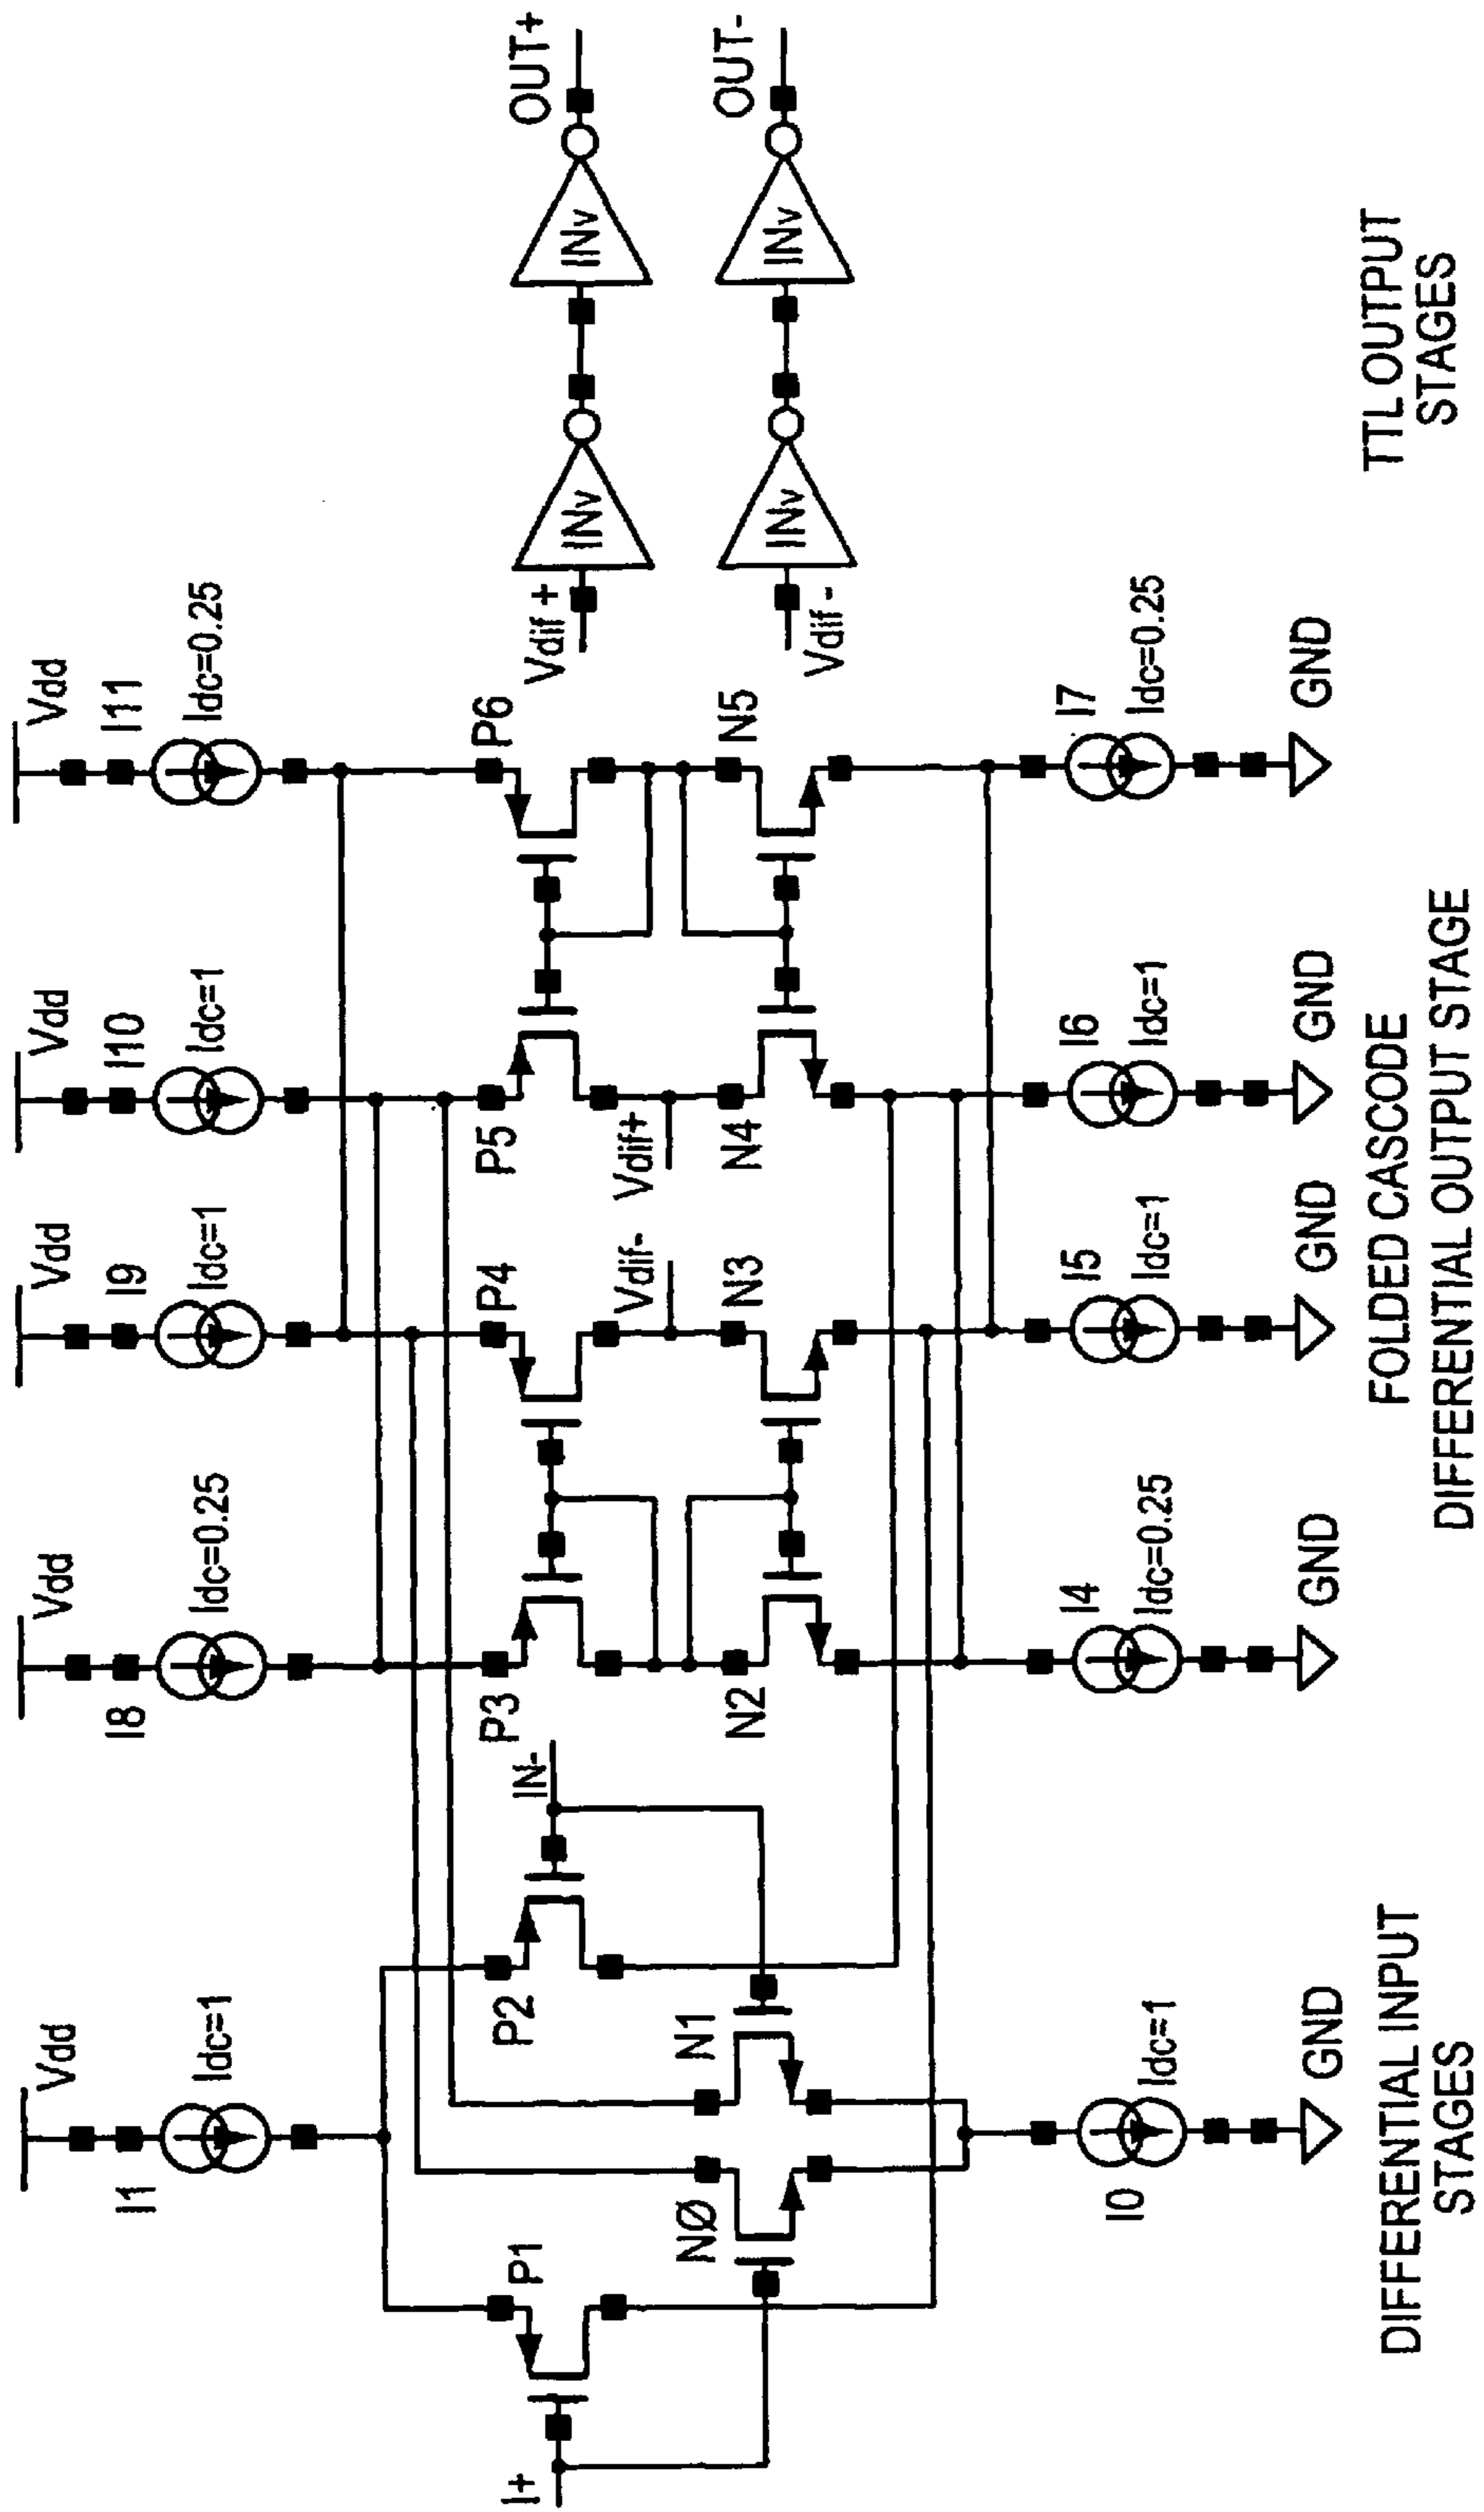 Vdd
Vdd
Vdd
Vdd
Vdd
I1
I8
I9
I10
I11
Idc=1
Idc=0.25
Idc=1
Idc=1
Idc=0.25
I+
P1
P2
IN-
P3
P4
P5
P6
Vdif +
OUT+
INv
INv
Vdif-
Vdif+
NØ
N1
N2
N3
N4
N5
OUT-
INv
INv
Vdif -
I0
I4
I5
I6
I7
Idc=1
Idc=0.25
Idc=1
Idc=1
Idc=0.25
GND
GND
GND
GND
GND
DIFFERENTIAL INPUT
STAGES
FOLDED CASCODE
DIFFERENTIAL OUTPUT STAGE
TTL OUTPUT
STAGES